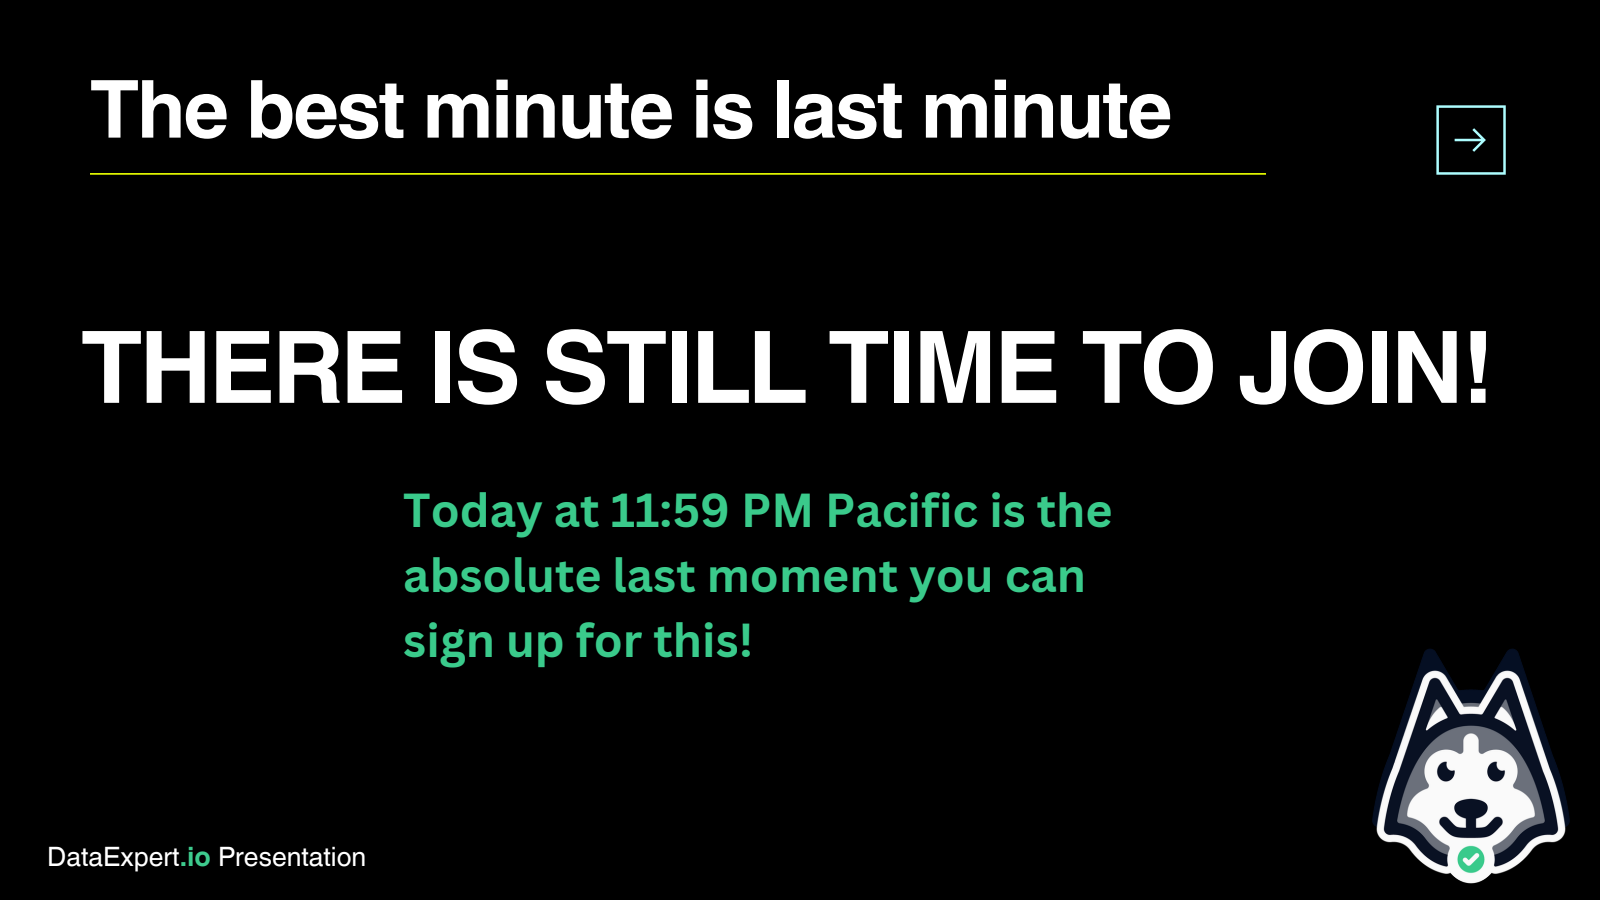 The best minute is last minute
THERE IS STILL TIME TO JOIN!
Today at 11:59 PM Pacific is the
absolute last moment you can
sign up for this!
DataExpert.io Presentation